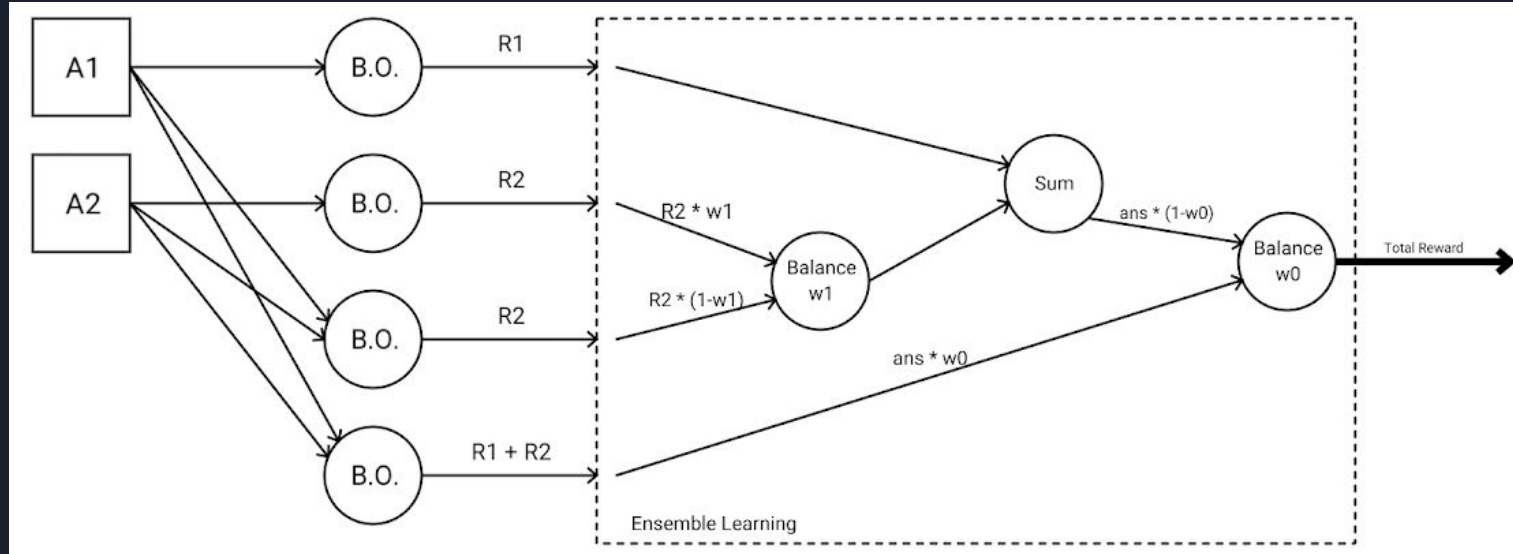 A1
B.O.
R1
A2
B.O.
R2
Sum
R2 * w1
ans * (1-w0)
Balance
w1
Balance
w0
Total Reward
R2 * (1-w1)
B.O.
R2
ans * w0
B.O.
R1 + R2
Ensemble Learning